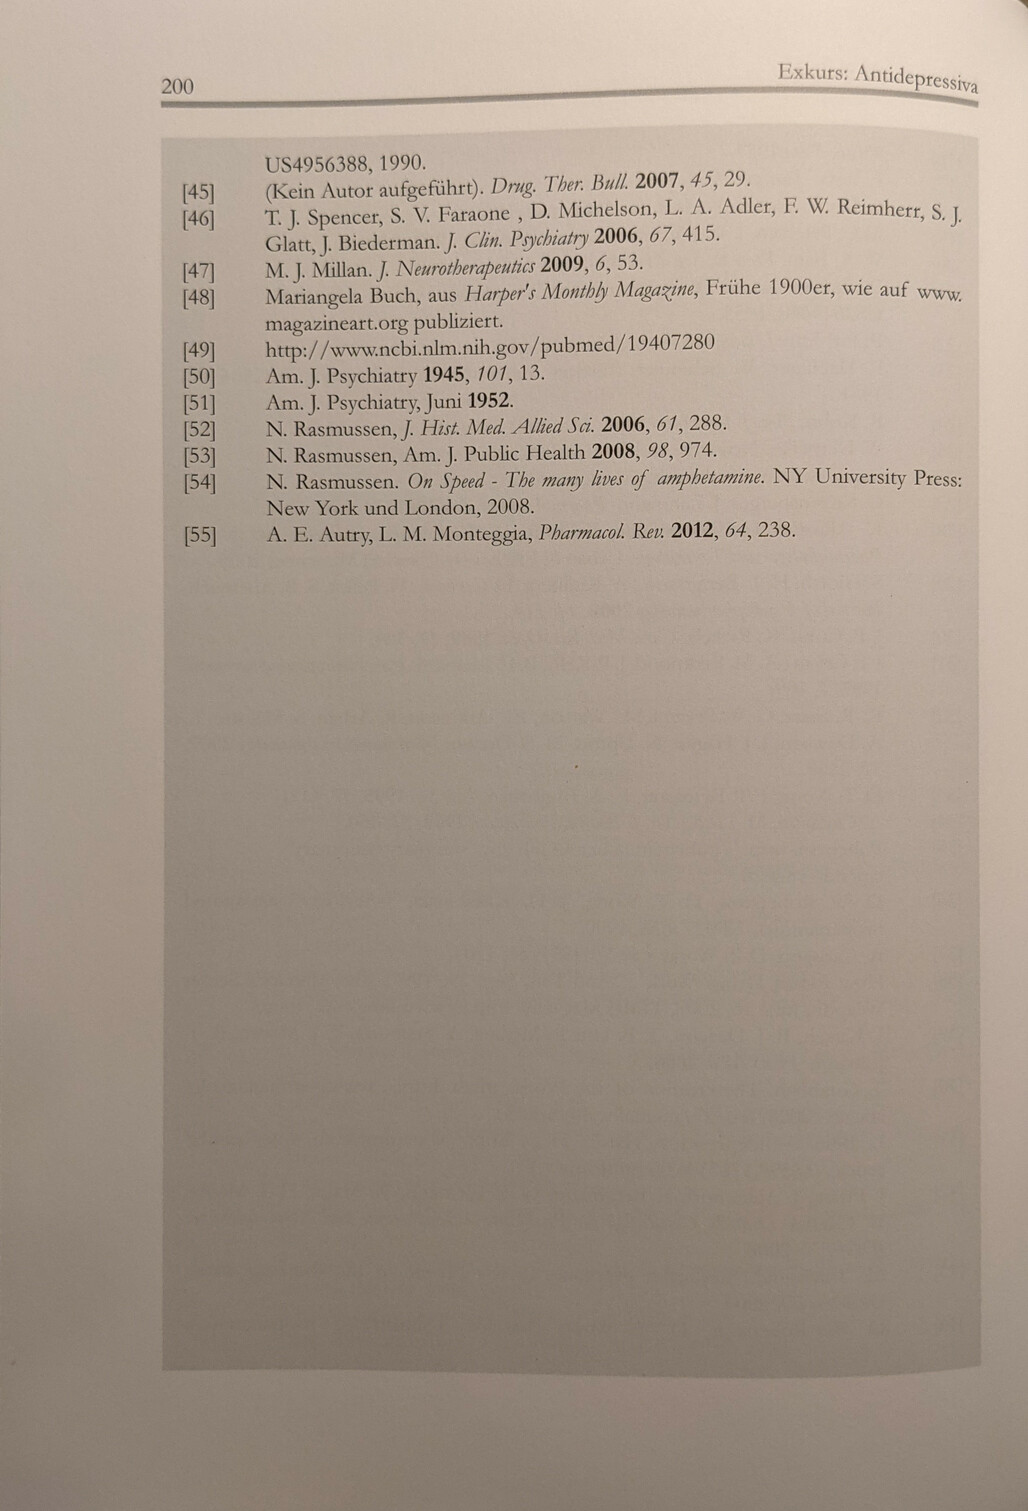 200
Exkurs: Antidepressiva
US4956388, 1990.
[45] (Kein Autor aufgeführt). Drug. Ther. Bull. 2007, 45, 29.
[46] T. J. Spencer, S. V. Faraone , D. Michelson, L. A. Adler, F. W. Reimherr, S. J.
Glatt, J. Biederman. J. Clin. Psychiatry 2006, 67, 415.
[47] M. J. Millan. J. Neurotherapeutics 2009, 6, 53.
[48] Mariangela Buch, aus Harper's Monthly Magazine, Frühe 1900er, wie auf www.
magazineart.org publiziert.
[49] http://www.ncbi.nlm.nih.gov/pubmed/19407280
[50] Am. J. Psychiatry 1945, 101, 13.
[51] Am. J. Psychiatry, Juni 1952.
[52] N. Rasmussen, J. Hist. Med. Allied Sci. 2006, 61, 288.
[53] N. Rasmussen, Am. J. Public Health 2008, 98, 974.
[54] N. Rasmussen. On Speed - The many lives of amphetamine. NY University Press:
New York und London, 2008.
[55] A. E. Autry, L. M. Monteggia, Pharmacol. Rev. 2012, 64, 238.